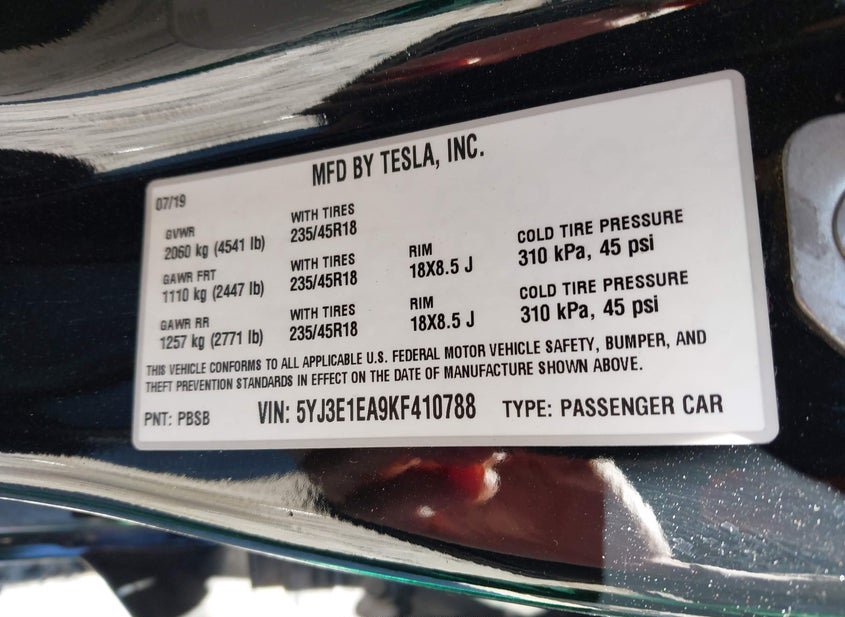 MFD BY TESLA, INC.
07/19
GVWR
2060 kg (4541 lb)
WITH TIRES
235/45R18
GAWR FRT
1110 kg (2447 lb)
WITH TIRES
235/45R18
RIM
18X8.5 J
COLD TIRE PRESSURE
310 kPa, 45 psi
GAWR RR
1257 kg (2771 lb)
WITH TIRES
235/45R18
RIM
18X8.5 J
COLD TIRE PRESSURE
310 kPa, 45 psi
THIS VEHICLE CONFORMS TO ALL APPLICABLE U.S. FEDERAL MOTOR VEHICLE SAFETY, BUMPER, AND
THEFT PREVENTION STANDARDS IN EFFECT ON THE DATE OF MANUFACTURE SHOWN ABOVE.
PNT: PBSB VIN: 5YJ3E1EA9KF410788 TYPE: PASSENGER CAR